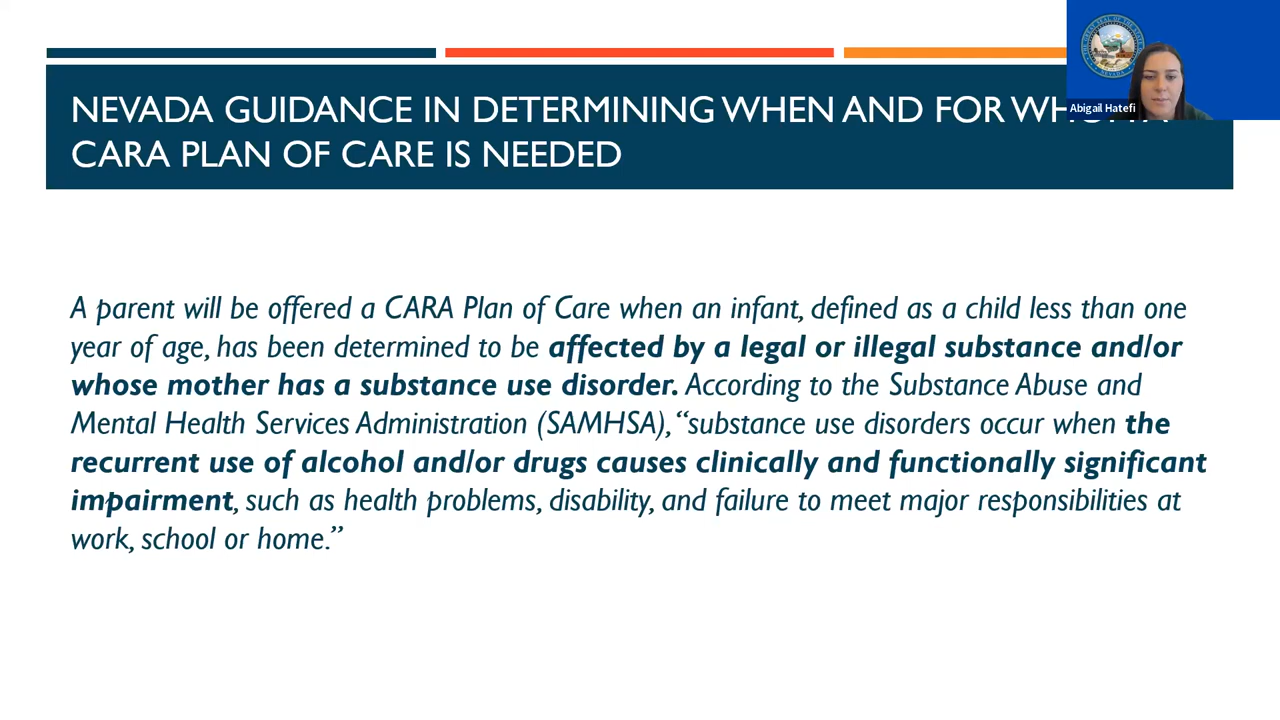 NEVADA GUIDANCE IN DETERMINING WHEN AND FOR
CARA PLAN OF CARE IS NEEDED
Abigail Hatefi
A parent will be offered a CARA Plan of Care when an infant, defined as a child less than one
year of age, has been determined to be affected by a legal or illegal substance and/or
whose mother has a substance use disorder. According to the Substance Abuse and
Mental Health Services Administration (SAMHSA), “substance use disorders occur when the
recurrent use of alcohol and/or drugs causes clinically and functionally significant
impairment, such as health problems, disability, and failure to meet major responsibilities at
work, school or home.”